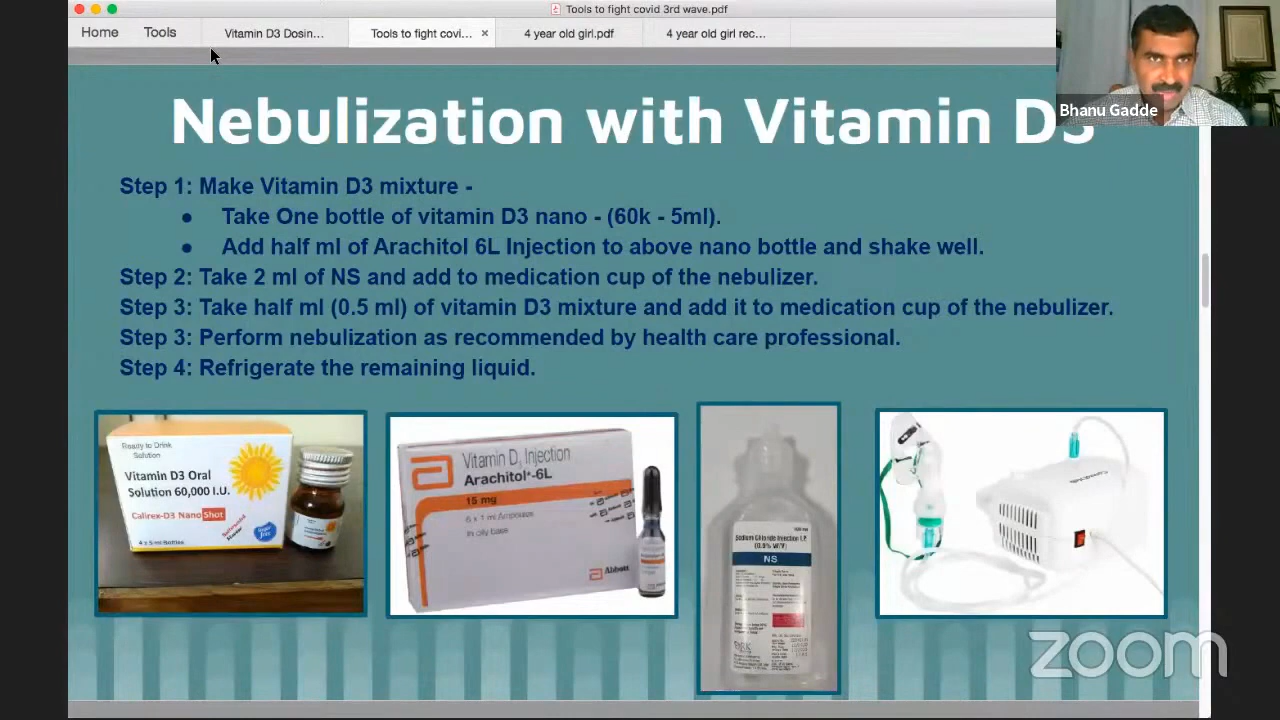 Tools to fight covid 3rd wave.pdf
Home
Tools
Vitamin D3 Dosin...
Tools to fight covi... ×
4 year old girl.pdf
4 year old girl rec...
Bhanu Gadde
Nebulization with Vitamin D3
Step 1: Make Vitamin D3 mixture -
● Take One bottle of vitamin D3 nano - (60k - 5ml).
● Add half ml of Arachitol 6L Injection to above nano bottle and shake well.
Step 2: Take 2 ml of NS and add to medication cup of the nebulizer.
Step 3: Take half ml (0.5 ml) of vitamin D3 mixture and add it to medication cup of the nebulizer.
Step 3: Perform nebulization as recommended by health care professional.
Step 4: Refrigerate the remaining liquid.
Ready to Drink
Solution
Vitamin D3 Oral
Solution 60,000 I.U.
Calirex-D3 Nano Shot
4 x 5 ml Bottles
Vitamin D3 Injection
Arachitol-6L
15 mg
6 x 1 ml Ampoules
In oily base
Abbott
Sodium Chloride Injection I.P.
(0.9% W/V)
NS
zoom